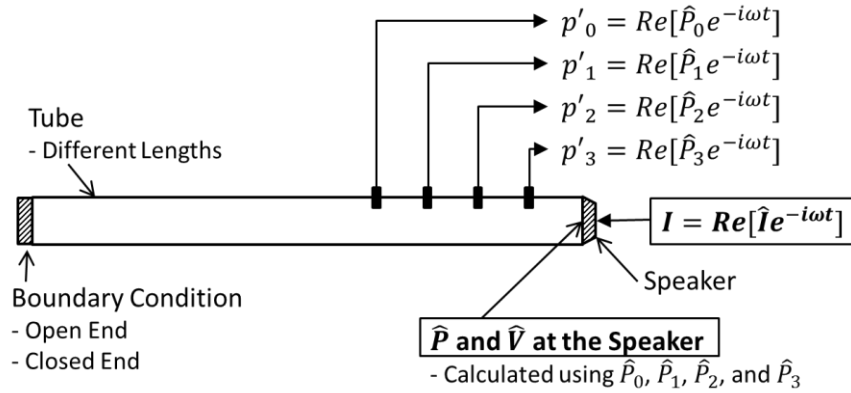 p'₀ = Re[P̂₀e^{-iωt}]
p'₁ = Re[P̂₁e^{-iωt}]
p'₂ = Re[P̂₂e^{-iωt}]
p'₃ = Re[P̂₃e^{-iωt}]
Tube
- Different Lengths
I = Re[Îe^{-iωt}]
Speaker
Boundary Condition
- Open End
- Closed End
P̂ and V̂ at the Speaker
- Calculated using P̂₀, P̂₁, P̂₂, and P̂₃